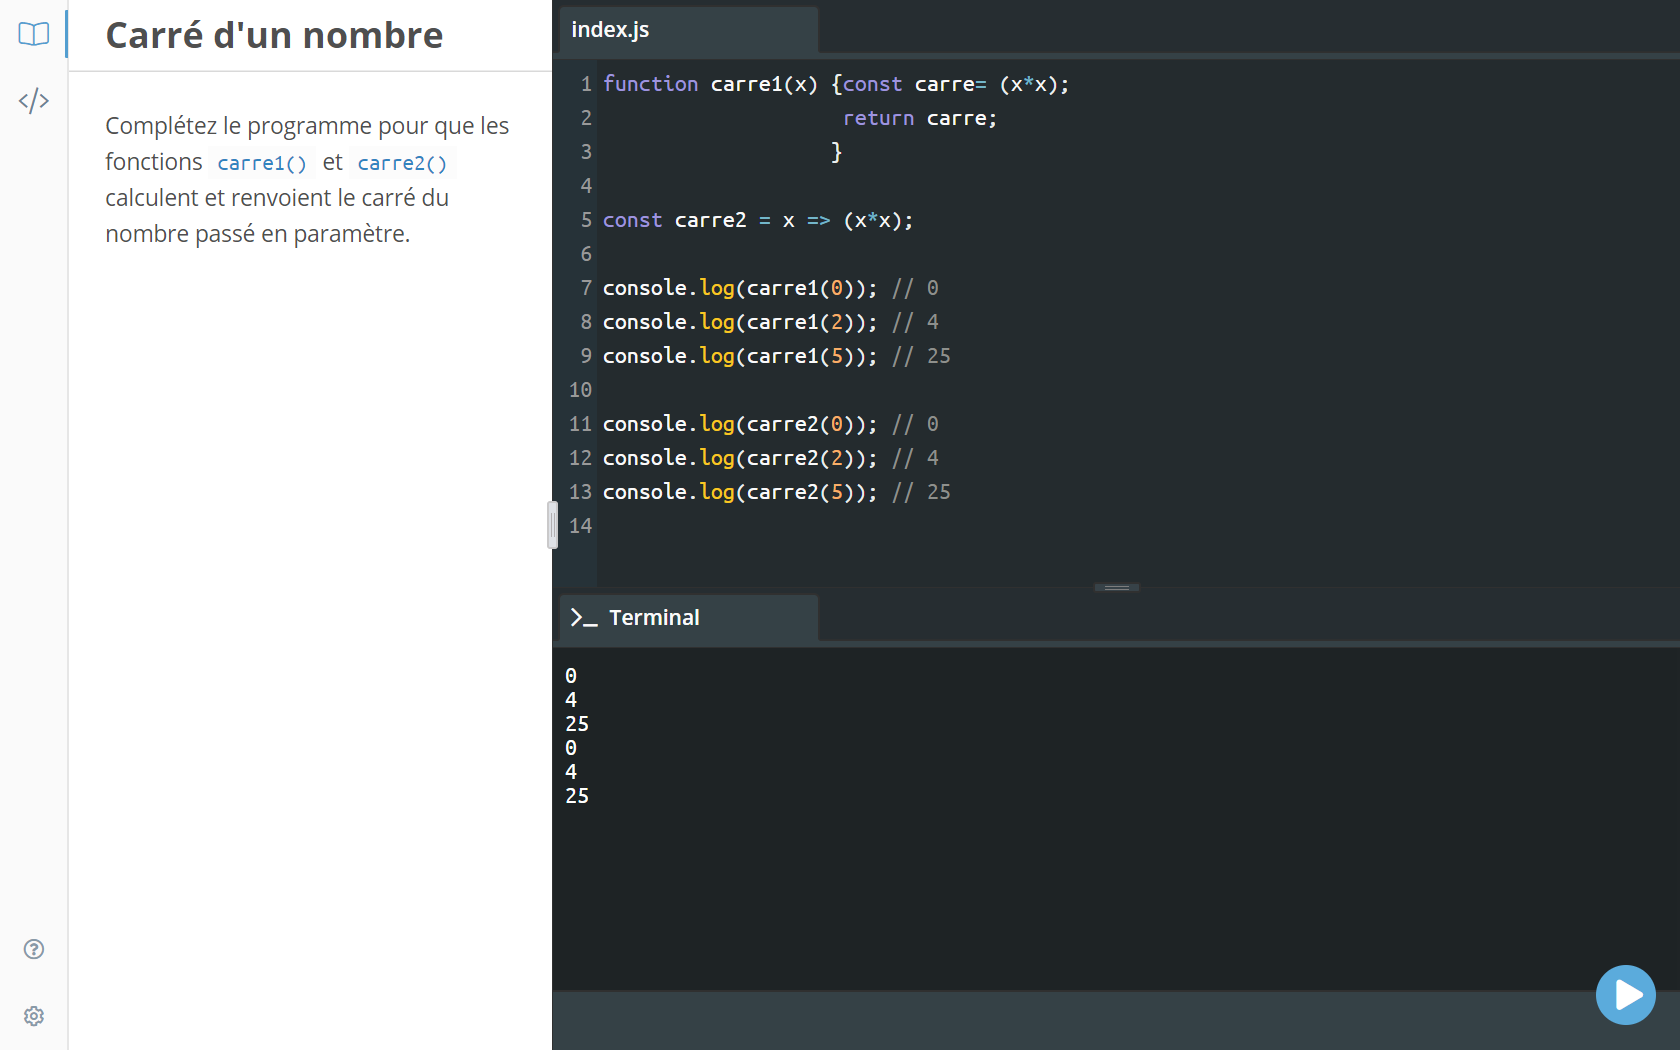 Carré d'un nombre
Complétez le programme pour que les
fonctions carre1() et carre2()
calculent et renvoient le carré du
nombre passé en paramètre.
index.js
1 function carre1(x) {const carre= (x*x);
2                     return carre;
3                    }
4
5 const carre2 = x => (x*x);
6
7 console.log(carre1(0)); // 0
8 console.log(carre1(2)); // 4
9 console.log(carre1(5)); // 25
10
11 console.log(carre2(0)); // 0
12 console.log(carre2(2)); // 4
13 console.log(carre2(5)); // 25
14
Terminal
0
4
25
0
4
25